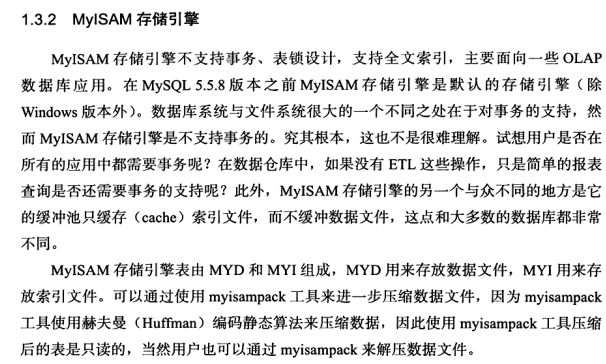 1.3.2 MyISAM 存储引擎
MyISAM 存储引擎不支持事务、表锁设计，支持全文索引，主要面向一些 OLAP
数据库应用。在 MySQL 5.5.8 版本之前 MyISAM 存储引擎是默认的存储引擎（除
Windows 版本外）。数据库系统与文件系统很大的一个不同之处在于对事务的支持，然
而 MyISAM 存储引擎是不支持事务的。究其根本，这也不是很难理解。试想用户是否在
所有的应用中都需要事务呢？在数据仓库中，如果没有 ETL 这些操作，只是简单的报表
查询是否还需要事务的支持呢？此外，MyISAM 存储引擎的另一个与众不同的地方是它
的缓冲池只缓存（cache）索引文件，而不缓冲数据文件，这点和大多数的数据库都非常
不同。
MyISAM 存储引擎表由 MYD 和 MYI 组成，MYD 用来存放数据文件，MYI 用来存
放索引文件。可以通过使用 myisampack 工具来进一步压缩数据文件，因为 myisampack
工具使用赫夫曼（Huffman）编码静态算法来压缩数据，因此使用 myisampack 工具压缩
后的表是只读的，当然用户也可以通过 myisampack 来解压数据文件。